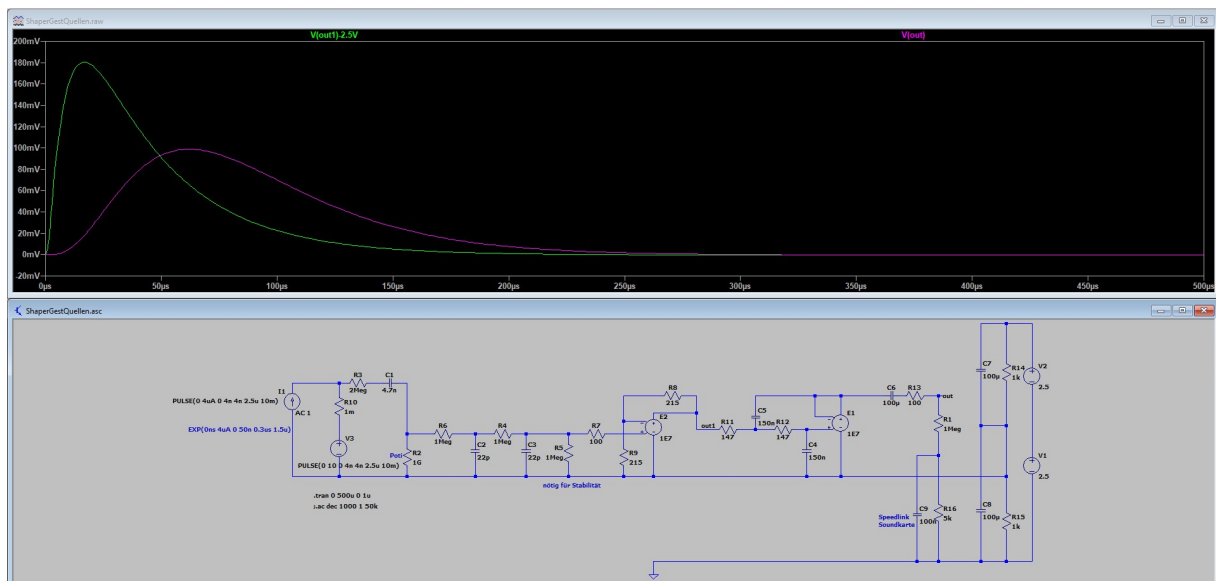 ShaperGestQuellen.raw
V(out1)-2.5V
V(out)
200mV
180mV
160mV
140mV
120mV
100mV
80mV
60mV
40mV
20mV
0mV
-20mV
0µs
50µs
100µs
150µs
200µs
250µs
300µs
350µs
400µs
450µs
500µs
ShaperGestQuellen.asc
I1
PULSE(0 4uA 0 4n 4n 2.5u 10m)
AC 1
EXP(0ns 4uA 0 50n 0.3us 1.5u)
R3
2Meg
C1
4.7n
R10
1m
V3
PULSE(0 10 0 4n 4n 2.5u 10m)
.tran 0 500u 0 1u
;.ac dec 1000 1 50k
Poti
R2
1G
R6
1Meg
C2
22p
R4
1Meg
C3
22p
R5
1Meg
nötig für Stabilität
R7
100
R8
215
R9
215
E2
1E7
out1
R11
147
C5
150n
R12
147
C4
150n
E1
1E7
C6
100µ
R13
100
out
R1
1Meg
Speedlink
Soundkarte
C9
100n
R16
5k
C7
100µ
R14
1k
V2
2.5
C8
100µ
R15
1k
V1
2.5